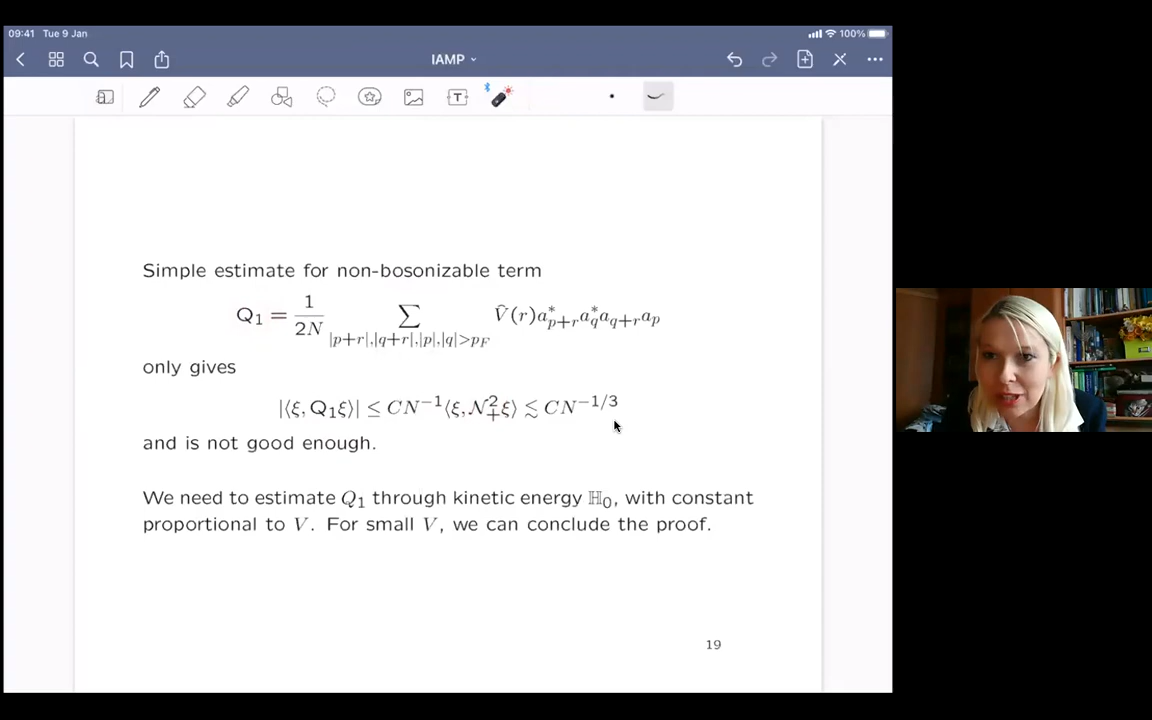 09:41 Tue 9 Jan
100%
IAMP
T
Simple estimate for non-bosonizable term
Q₁ = 1/2N ∑_{|p+r|,|q+r|,|p|,|q|>p_F} V̂(r)a*_{p+r}a*_q a_{q+r}a_p
only gives
|⟨ξ, Q₁ξ⟩| ≤ CN⁻¹⟨ξ, 𝒩₊²ξ⟩ ≲ CN^{−1/3}
and is not good enough.
We need to estimate Q₁ through kinetic energy ℍ₀, with constant
proportional to V. For small V, we can conclude the proof.
19